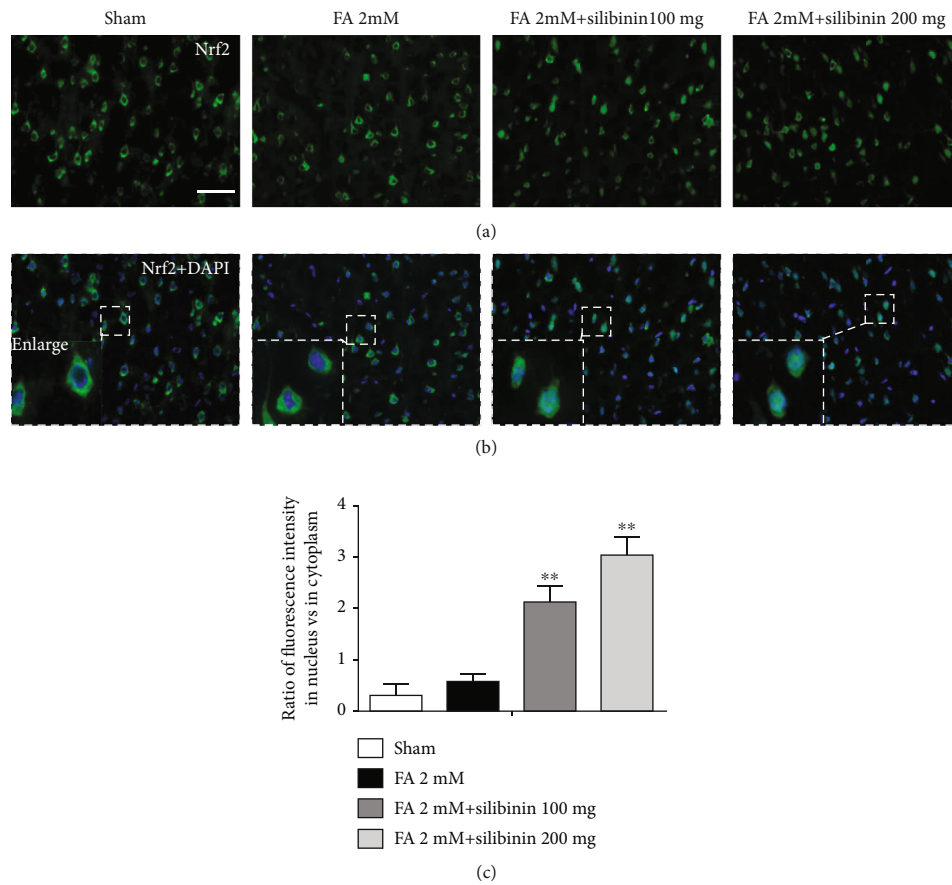 Sham
FA 2mM
FA 2mM+silibinin100 mg
FA 2mM+silibinin 200 mg
Nrf2
(a)
Nrf2+DAPI
Enlarge
(b)
Ratio of fluorescence intensity
in nucleus vs in cytoplasm
4
3
2
1
0
**
**
Sham
FA 2 mM
FA 2 mM+silibinin 100 mg
FA 2 mM+silibinin 200 mg
(c)